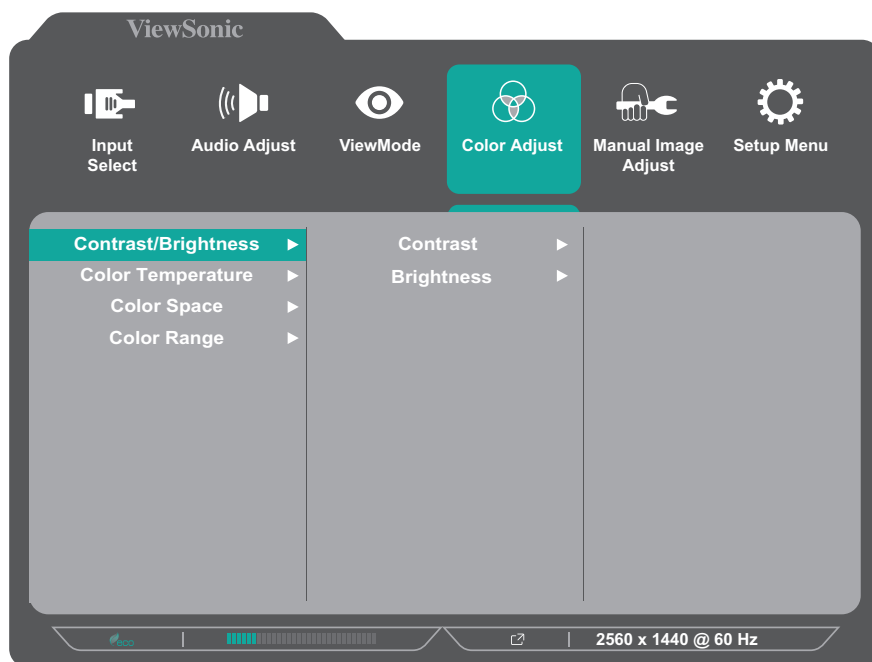 ViewSonic
Input Select
Audio Adjust
ViewMode
Color Adjust
Manual Image Adjust
Setup Menu
Contrast/Brightness
Contrast
Color Temperature
Brightness
Color Space
Color Range
eco
2560 x 1440 @ 60 Hz